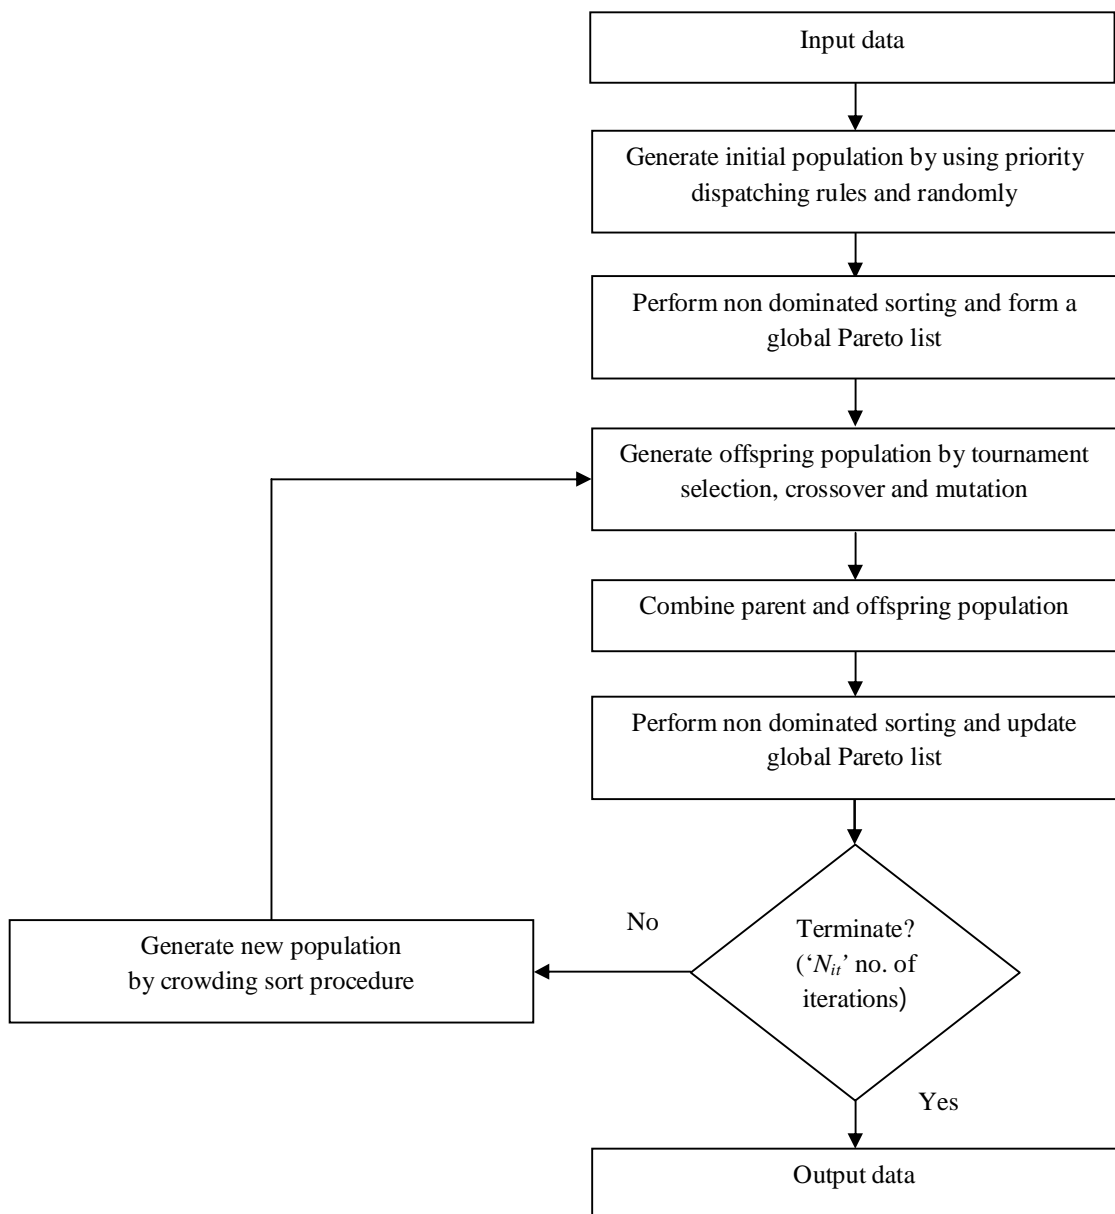 Input data
Generate initial population by using priority
dispatching rules and randomly
Perform non dominated sorting and form a
global Pareto list
Generate offspring population by tournament
selection, crossover and mutation
Combine parent and offspring population
Perform non dominated sorting and update
global Pareto list
Terminate?
(‘Nit’ no. of
iterations)
No
Generate new population
by crowding sort procedure
Yes
Output data